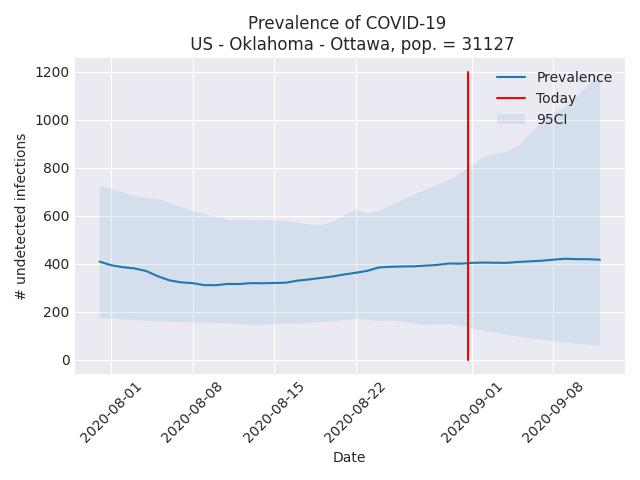 Prevalence of COVID-19
US - Oklahoma - Ottawa, pop. = 31127
1200
1000
800
600
400
200
0
# undetected infections
Prevalence
Today
95CI
2020-08-01
2020-08-08
2020-08-15
2020-08-22
2020-09-01
2020-09-08
Date